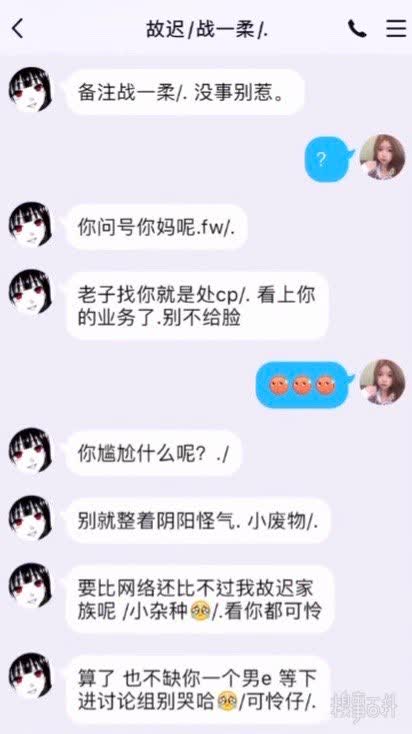 故迟/战一柔/.
备注战一柔/. 没事别惹。
?
你问号你妈呢.fw/.
老子找你就是处cp/. 看上你
的业务了.别不给脸
你尴尬什么呢? ./
别就整着阴阳怪气. 小废物/.
要比网络还比不过我故迟家
族呢 /小杂种🥹/.看你都可怜
算了 也不缺你一个男e 等下
进讨论组别哭哈🥹/可怜仔/.